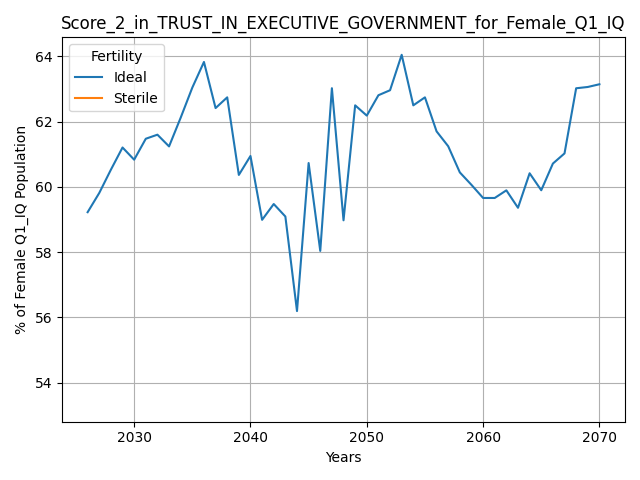 Score_2_in_TRUST_IN_EXECUTIVE_GOVERNMENT_for_Female_Q1_IQ
Fertility
Ideal
Sterile
% of Female Q1_IQ Population
64
62
60
58
56
54
2030 2040 2050 2060 2070
Years